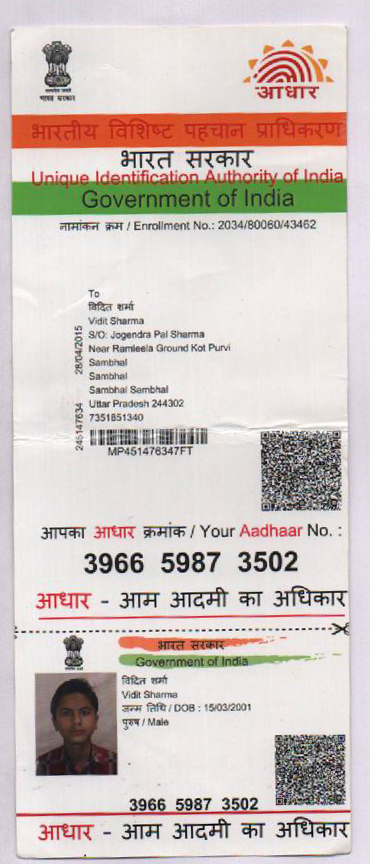 भारत सरकार
आधार
भारतीय विशिष्ट पहचान प्राधिकरण
भारत सरकार
Unique Identification Authority of India
Government of India
नामांकन क्रम / Enrollment No.: 2034/80060/43462
To
विदित शर्मा
Vidit Sharma
S/O: Jogendra Pal Sharma
Near Ramleela Ground Kot Purvi
Sambhal
Sambhal
Sambhal Sambhal
Uttar Pradesh 244302
7351851340
28/04/2015
245147634
MP451476347FT
आपका आधार क्रमांक / Your Aadhaar No. :
3966 5987 3502
आधार - आम आदमी का अधिकार
भारत सरकार
Government of India
विदित शर्मा
Vidit Sharma
जन्म तिथि / DOB : 15/03/2001
पुरुष / Male
3966 5987 3502
आधार - आम आदमी का अधिकार